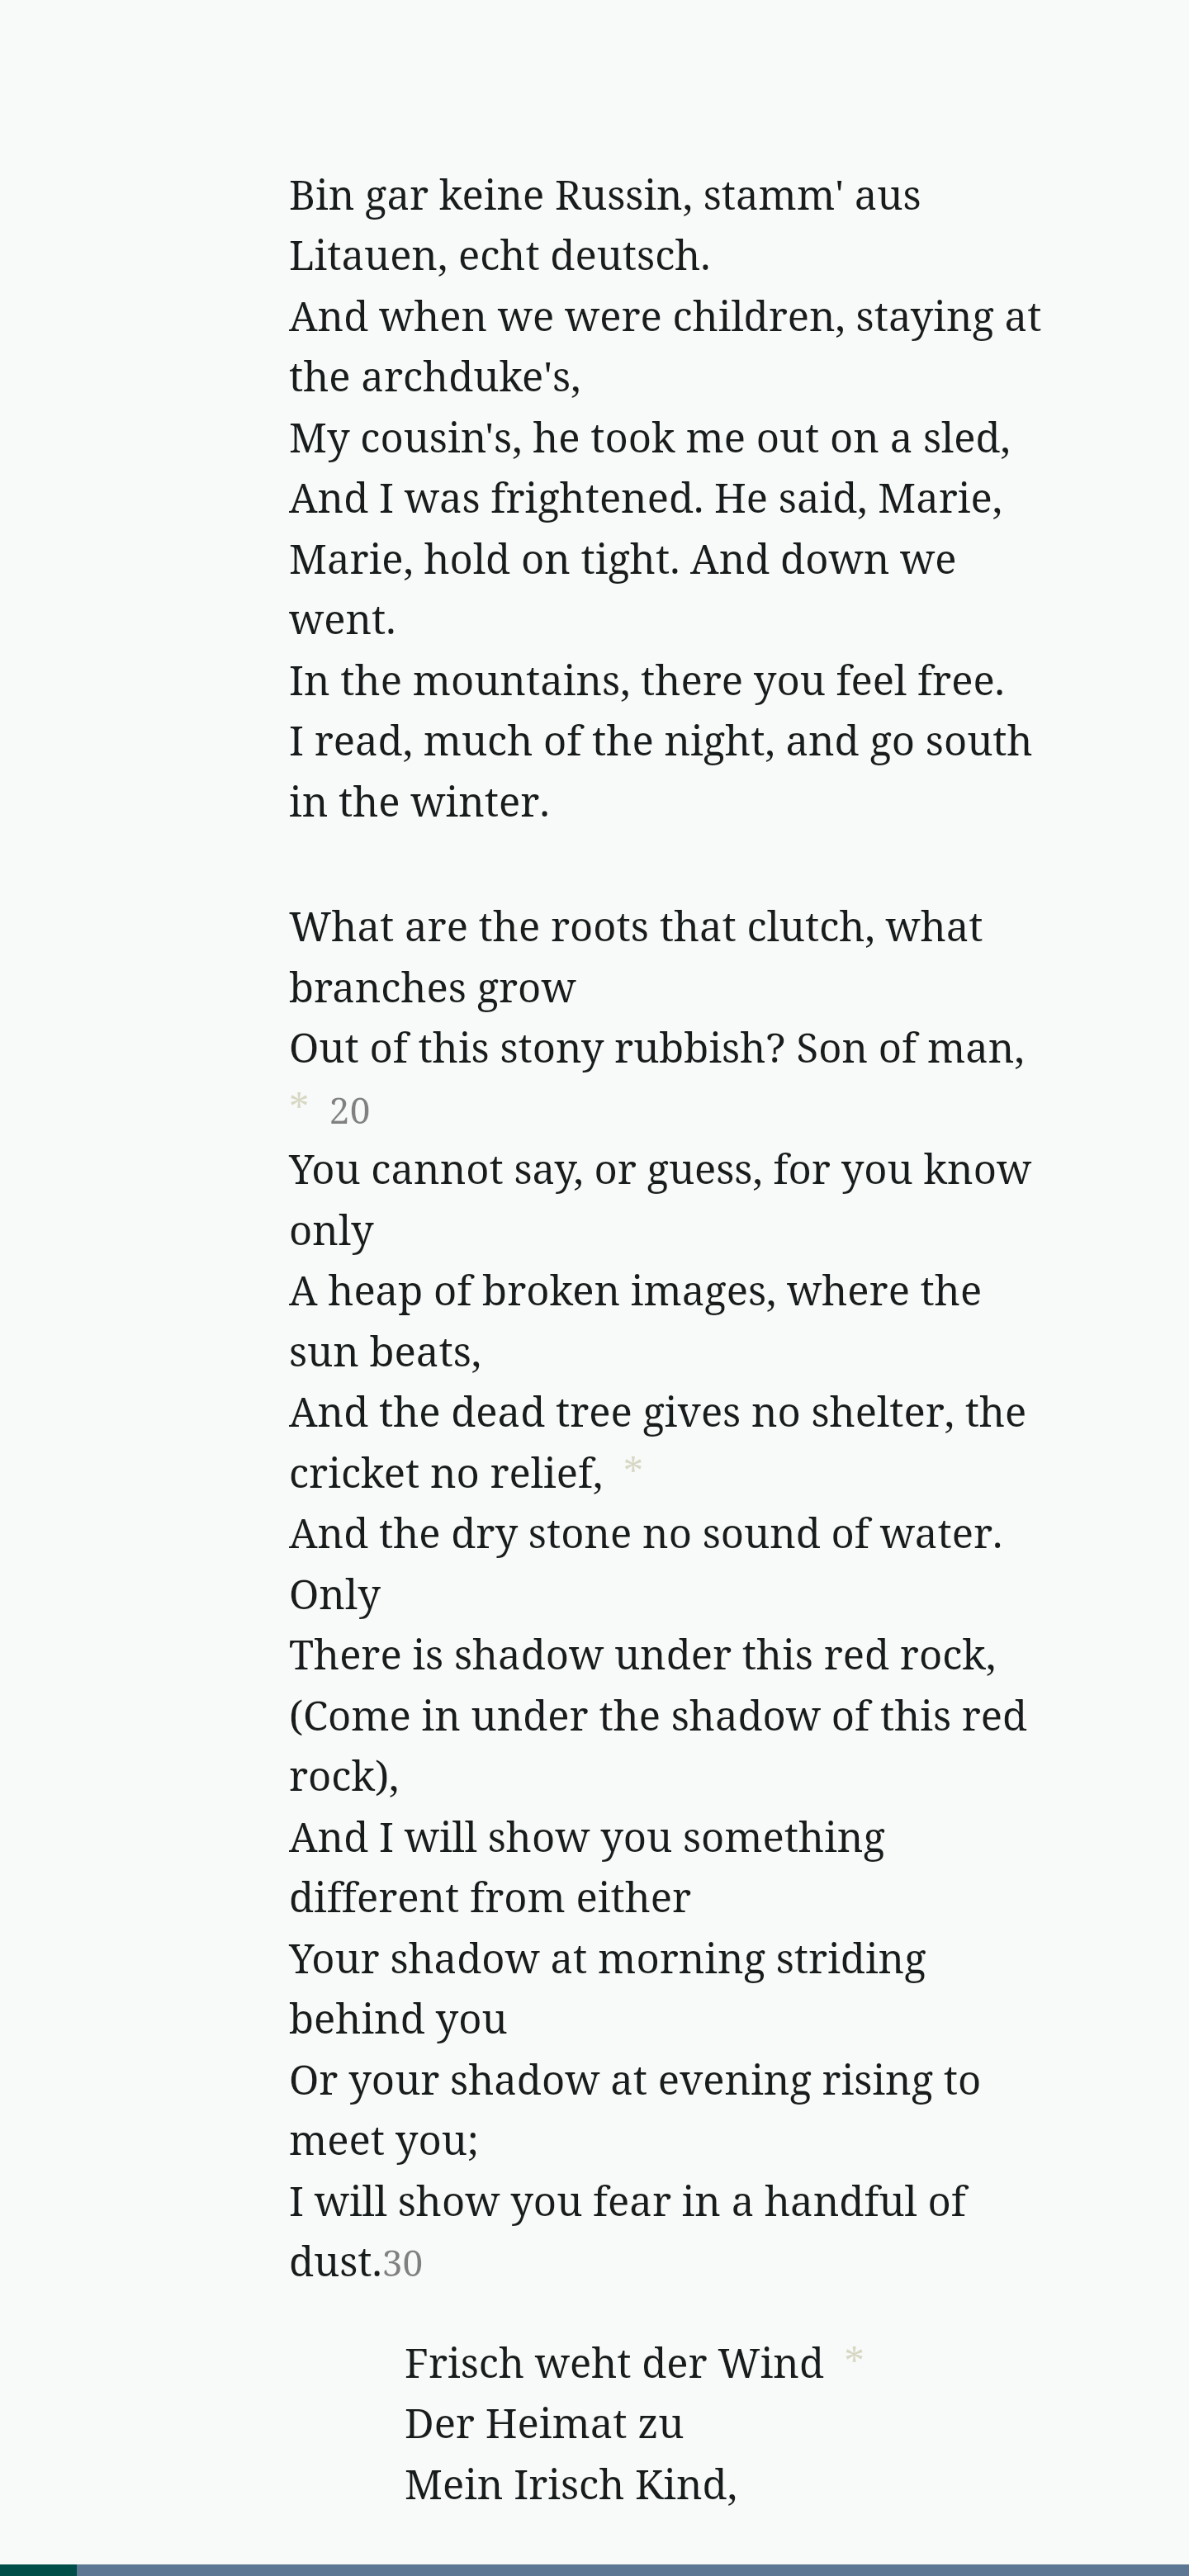 Bin gar keine Russin, stamm' aus
Litauen, echt deutsch.
And when we were children, staying at
the archduke's,
My cousin's, he took me out on a sled,
And I was frightened. He said, Marie,
Marie, hold on tight. And down we
went.
In the mountains, there you feel free.
I read, much of the night, and go south
in the winter.
What are the roots that clutch, what
branches grow
Out of this stony rubbish? Son of man,
* 20
You cannot say, or guess, for you know
only
A heap of broken images, where the
sun beats,
And the dead tree gives no shelter, the
cricket no relief, *
And the dry stone no sound of water.
Only
There is shadow under this red rock,
(Come in under the shadow of this red
rock),
And I will show you something
different from either
Your shadow at morning striding
behind you
Or your shadow at evening rising to
meet you;
I will show you fear in a handful of
dust.30
Frisch weht der Wind *
Der Heimat zu
Mein Irisch Kind,